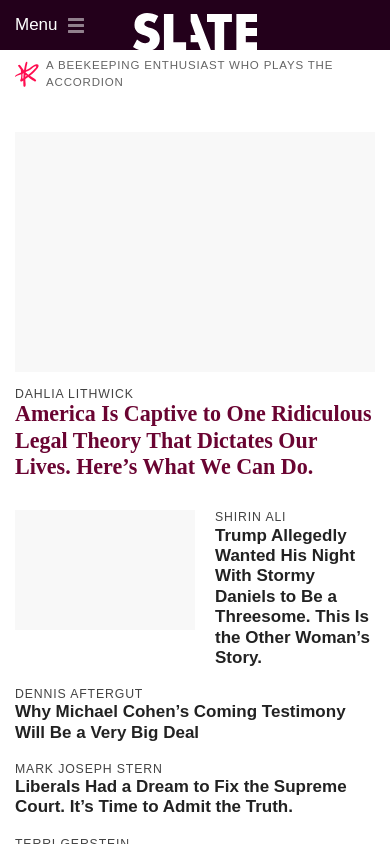 Menu
SLATE
A BEEKEEPING ENTHUSIAST WHO PLAYS THE
ACCORDION
DAHLIA LITHWICK
America Is Captive to One Ridiculous
Legal Theory That Dictates Our
Lives. Here’s What We Can Do.
SHIRIN ALI
Trump Allegedly
Wanted His Night
With Stormy
Daniels to Be a
Threesome. This Is
the Other Woman’s
Story.
DENNIS AFTERGUT
Why Michael Cohen’s Coming Testimony
Will Be a Very Big Deal
MARK JOSEPH STERN
Liberals Had a Dream to Fix the Supreme
Court. It’s Time to Admit the Truth.
TERRI GERSTEIN